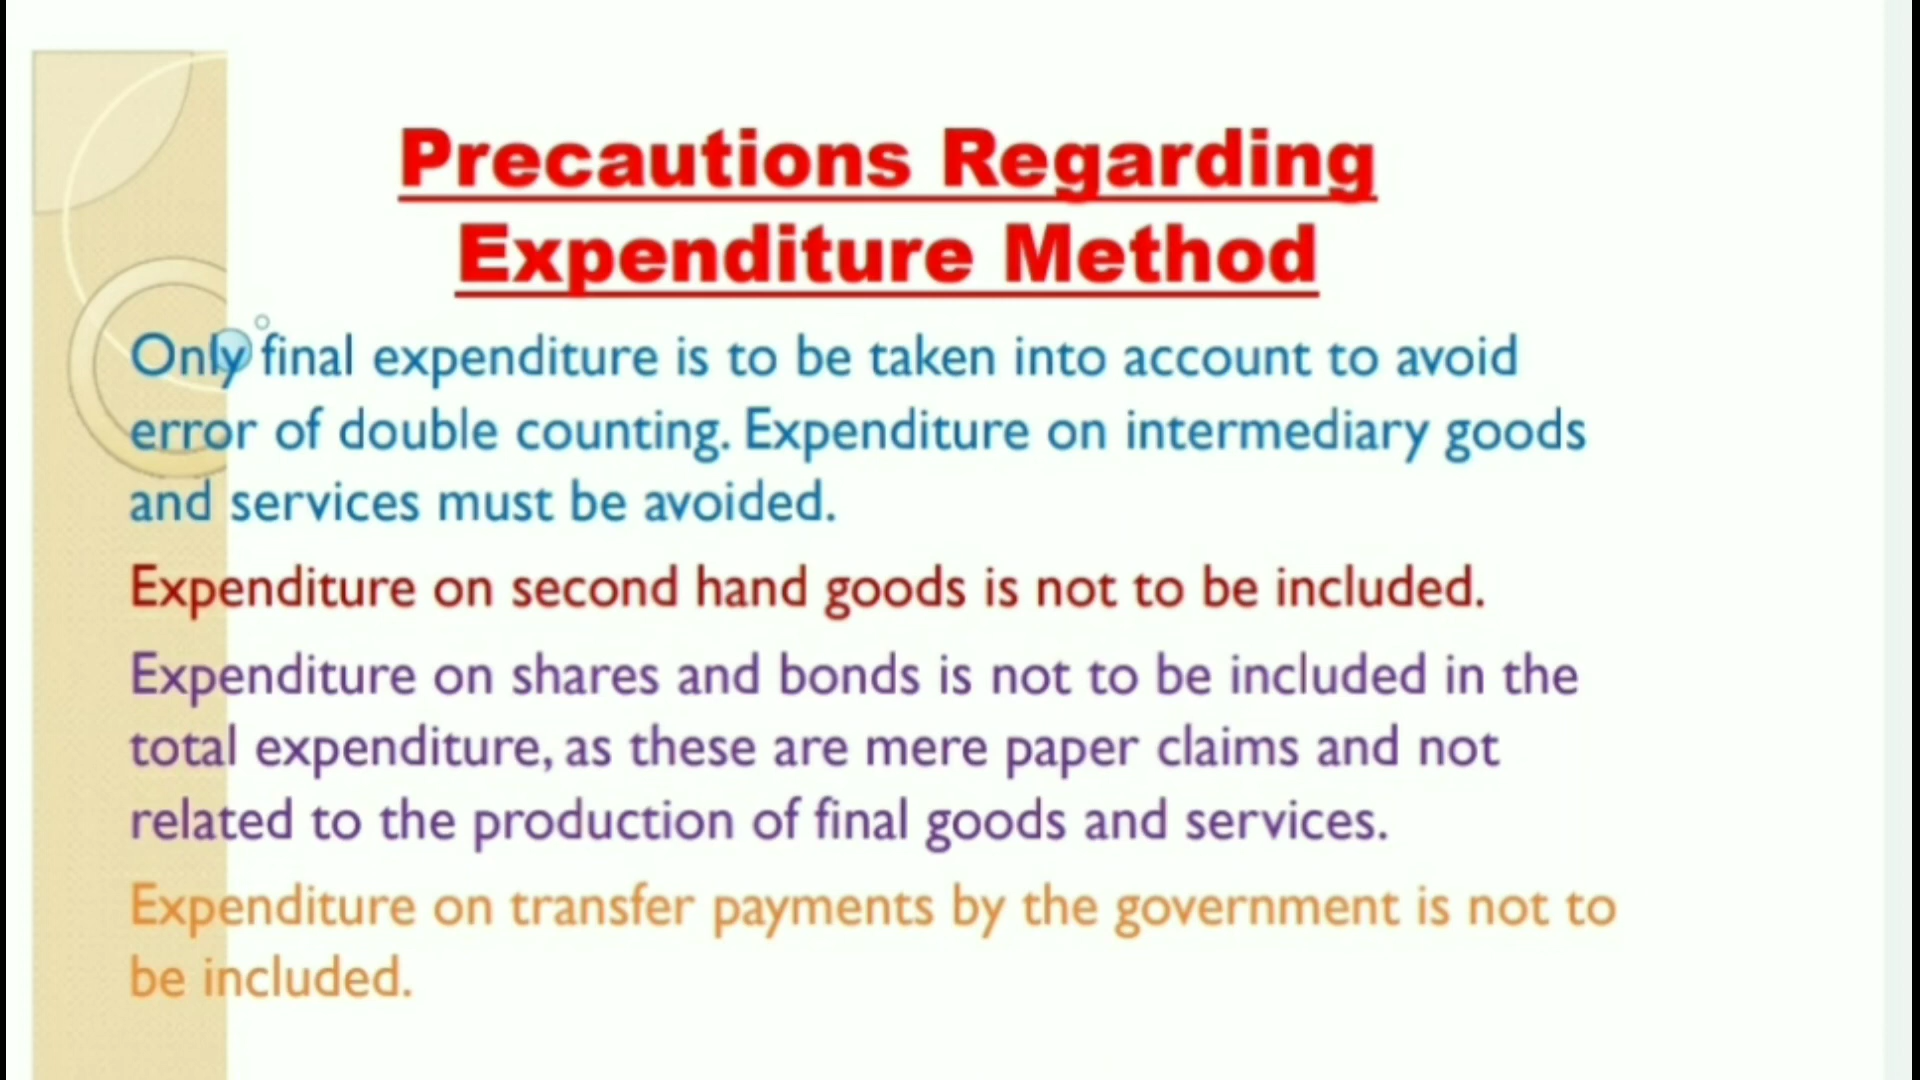 Precautions Regarding
Expenditure Method
Only final expenditure is to be taken into account to avoid
error of double counting. Expenditure on intermediary goods
and services must be avoided.
Expenditure on second hand goods is not to be included.
Expenditure on shares and bonds is not to be included in the
total expenditure, as these are mere paper claims and not
related to the production of final goods and services.
Expenditure on transfer payments by the government is not to
be included.